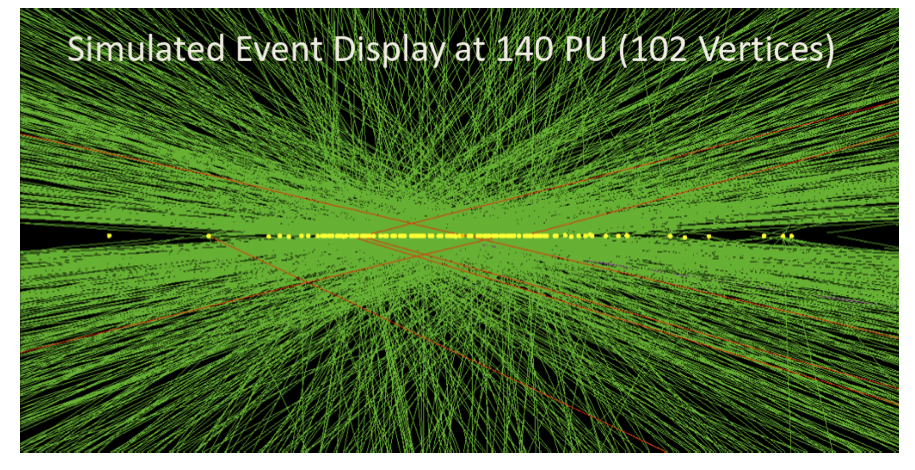 Simulated Event Display at 140 PU (102 Vertices)